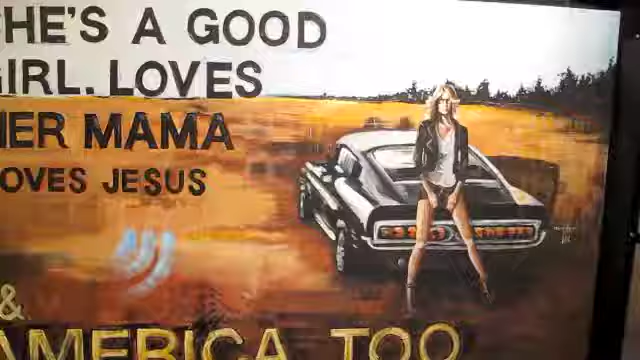 HE'S A GOOD
GIRL. LOVES
HER MAMA
OVES JESUS
&
AMERICA TOO